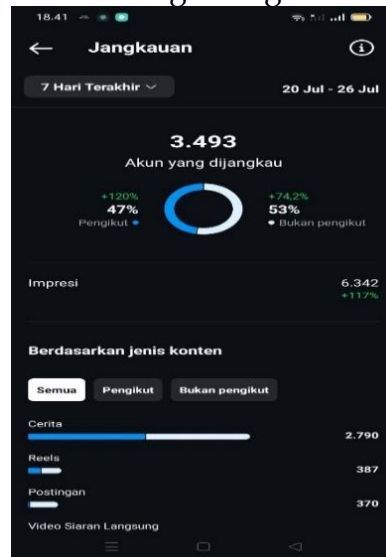 18.41
Jangkauan
7 Hari Terakhir
20 Jul - 26 Jul
3.493
Akun yang dijangkau
+120%
47%
Pengikut
+74,2%
53%
Bukan pengikut
Impresi
6.342
+117%
Berdasarkan jenis konten
Semua
Pengikut
Bukan pengikut
Cerita
2.790
Reels
387
Postingan
370
Video Siaran Langsung